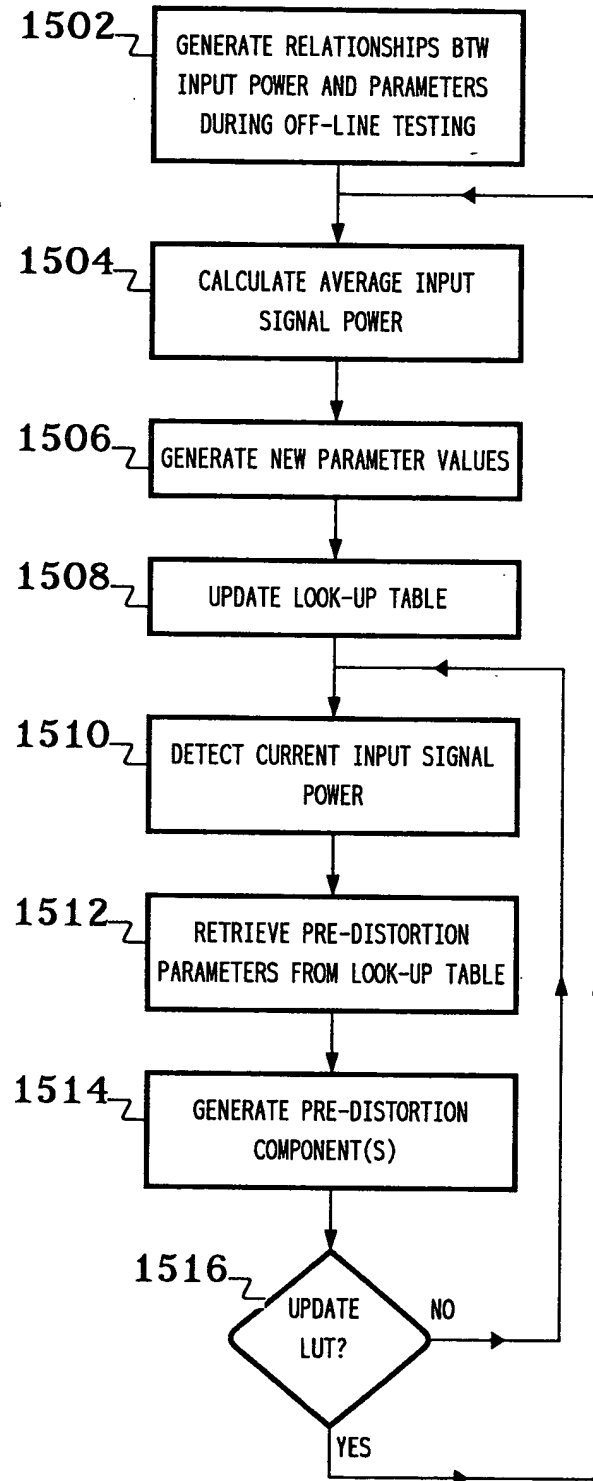 1502
GENERATE RELATIONSHIPS BTW
INPUT POWER AND PARAMETERS
DURING OFF-LINE TESTING
1504
CALCULATE AVERAGE INPUT
SIGNAL POWER
1506
GENERATE NEW PARAMETER VALUES
1508
UPDATE LOOK-UP TABLE
1510
DETECT CURRENT INPUT SIGNAL
POWER
1512
RETRIEVE PRE-DISTORTION
PARAMETERS FROM LOOK-UP TABLE
1514
GENERATE PRE-DISTORTION
COMPONENT(S)
1516
UPDATE
LUT?
NO
YES